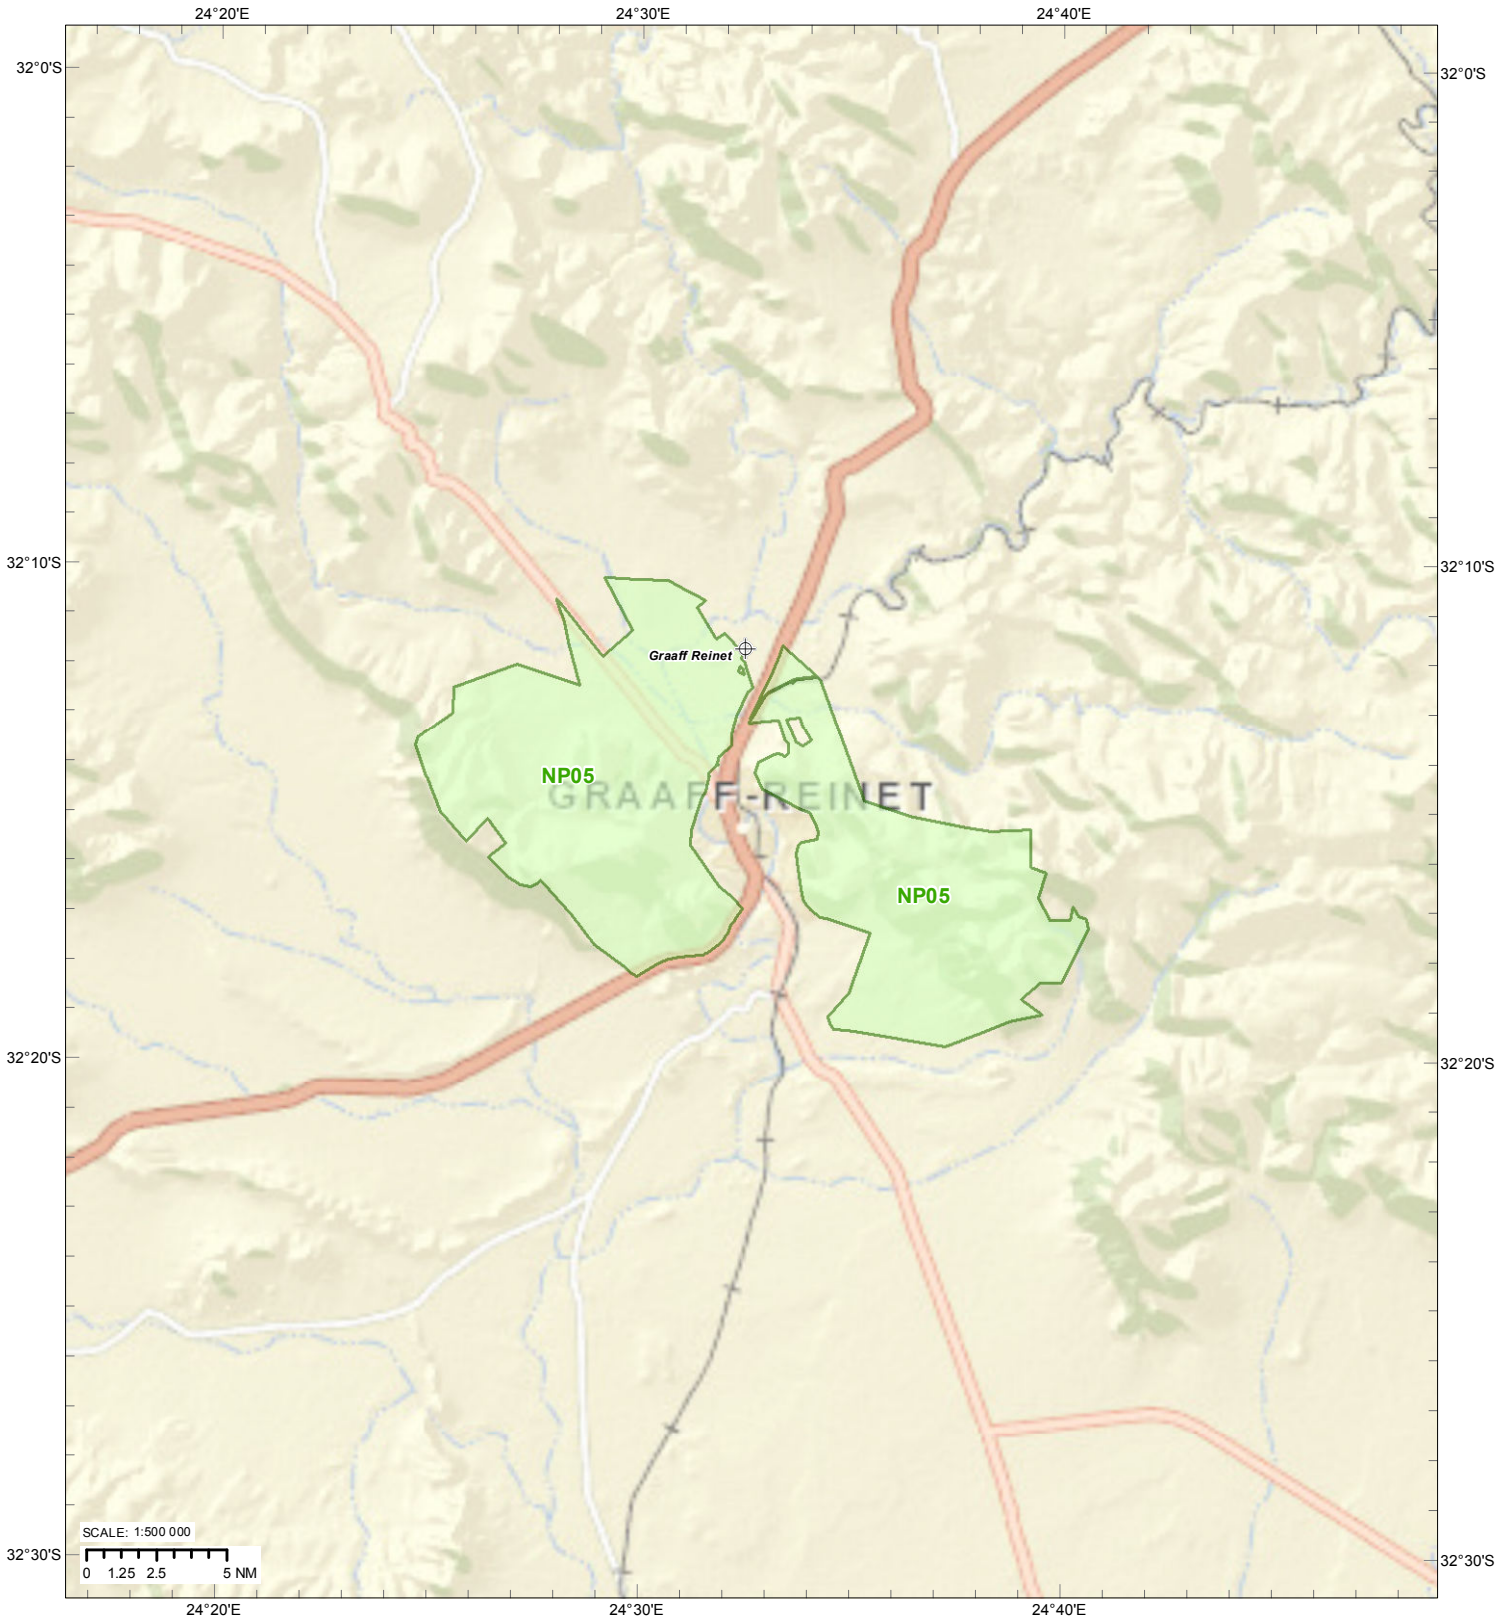 24°20'E 24°30'E 24°40'E
32°0'S 32°0'S
32°10'S 32°10'S
Graaff Reinet
NP05
GRAAFF-REINET
NP05
32°20'S 32°20'S
SCALE: 1:500 000
0 1.25 2.5 5 NM
32°30'S 32°30'S
24°20'E 24°30'E 24°40'E